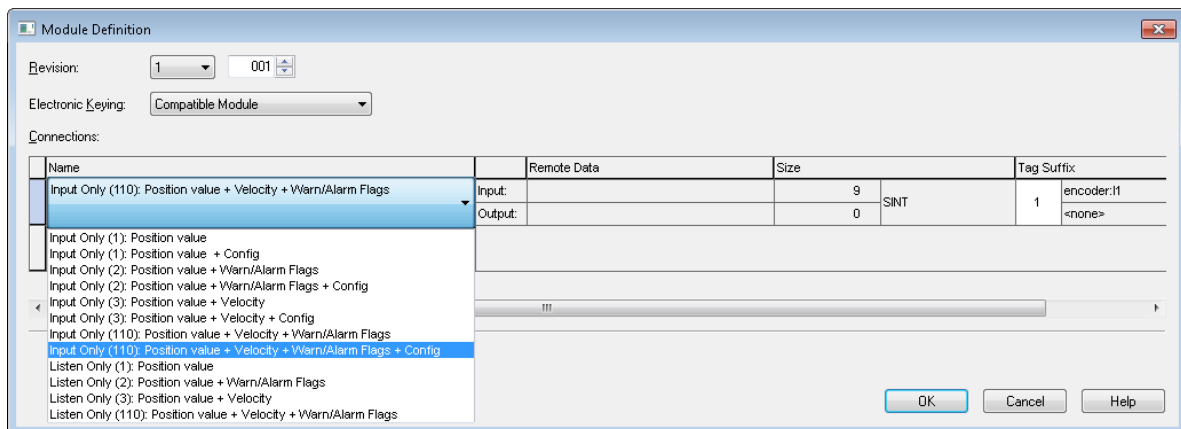 Module Definition
Revision: 1 001
Electronic Keying: Compatible Module
Connections:
Name Remote Data Size Tag Suffix
Input Only (110): Position value + Velocity + Warn/Alarm Flags Input: 9 SINT 1 encoder:I1
Output: 0 <none>
Input Only (1): Position value
Input Only (1): Position value + Config
Input Only (2): Position value + Warn/Alarm Flags
Input Only (2): Position value + Warn/Alarm Flags + Config
Input Only (3): Position value + Velocity
Input Only (3): Position value + Velocity + Config
Input Only (110): Position value + Velocity + Warn/Alarm Flags
Input Only (110): Position value + Velocity + Warn/Alarm Flags + Config
Listen Only (1): Position value
Listen Only (2): Position value + Warn/Alarm Flags
Listen Only (3): Position value + Velocity
Listen Only (110): Position value + Velocity + Warn/Alarm Flags
OK Cancel Help